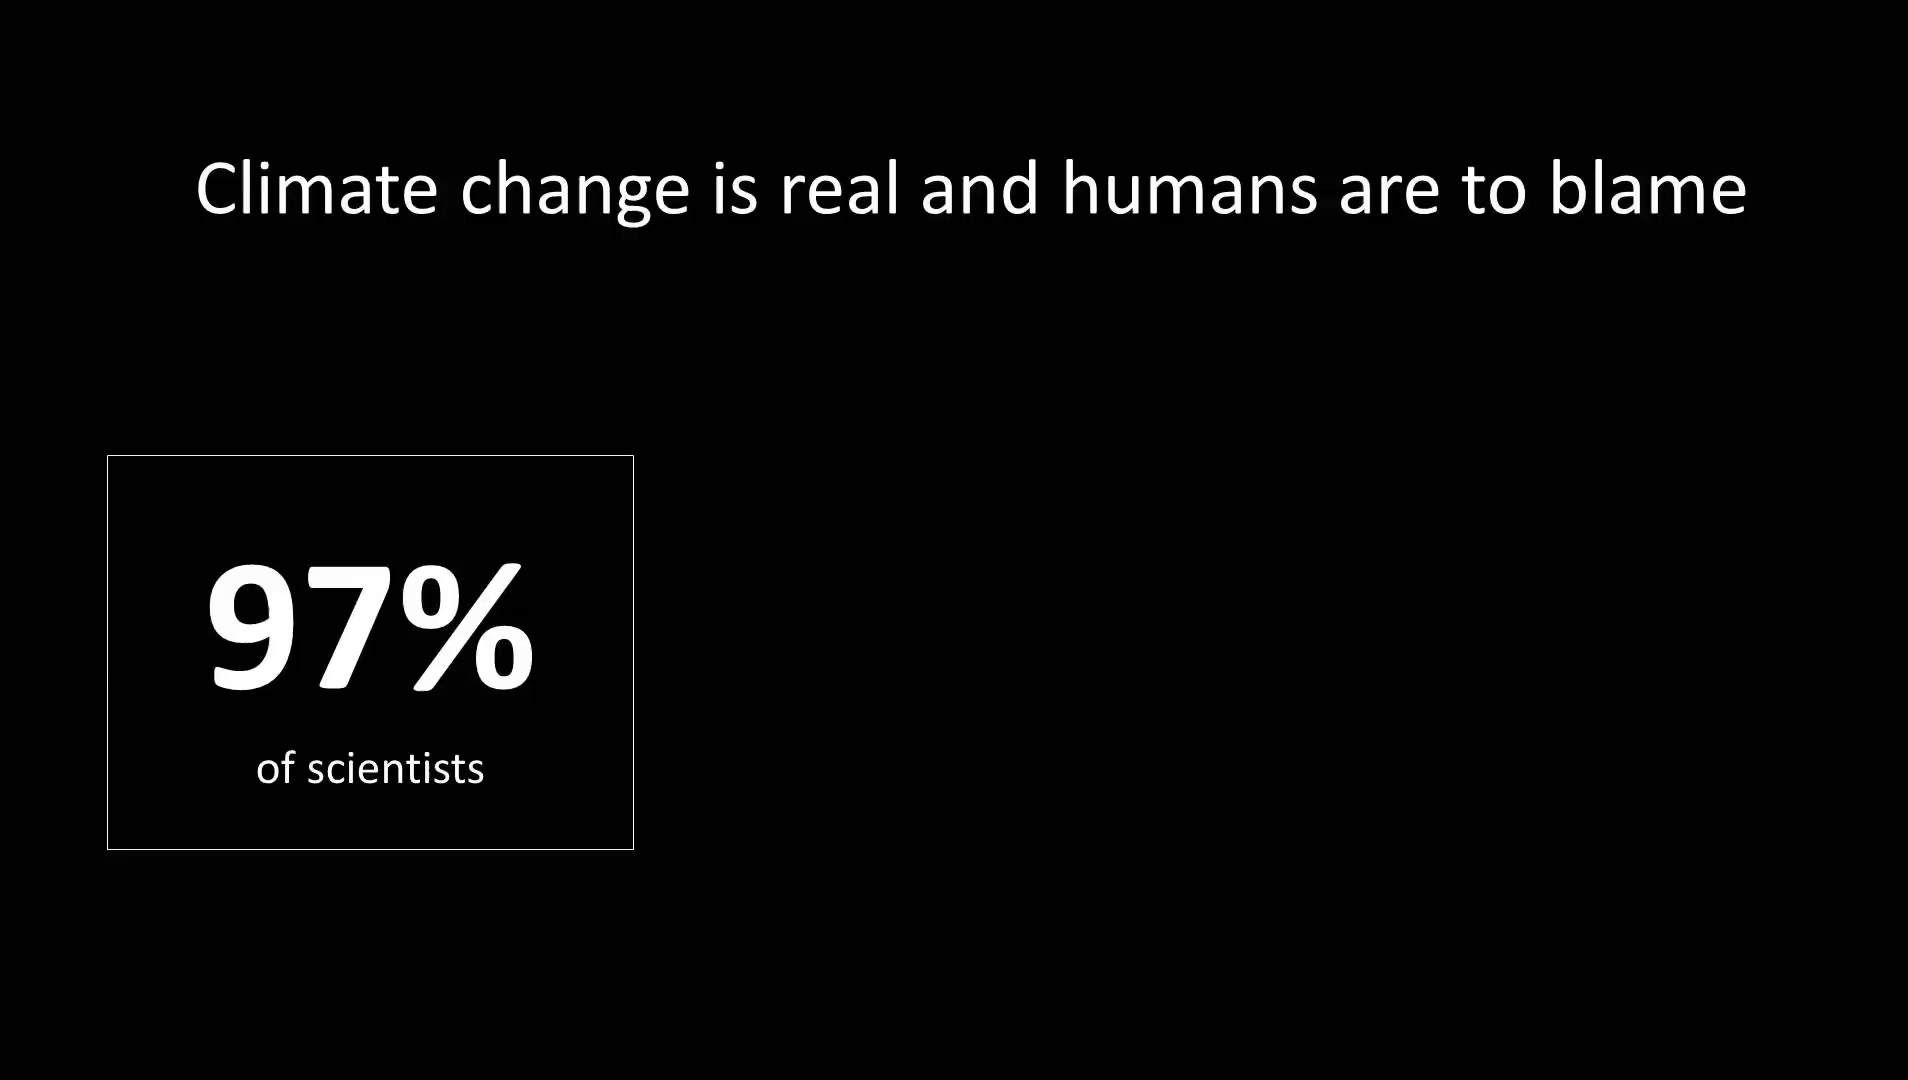 Climate change is real and humans are to blame
97%
of scientists